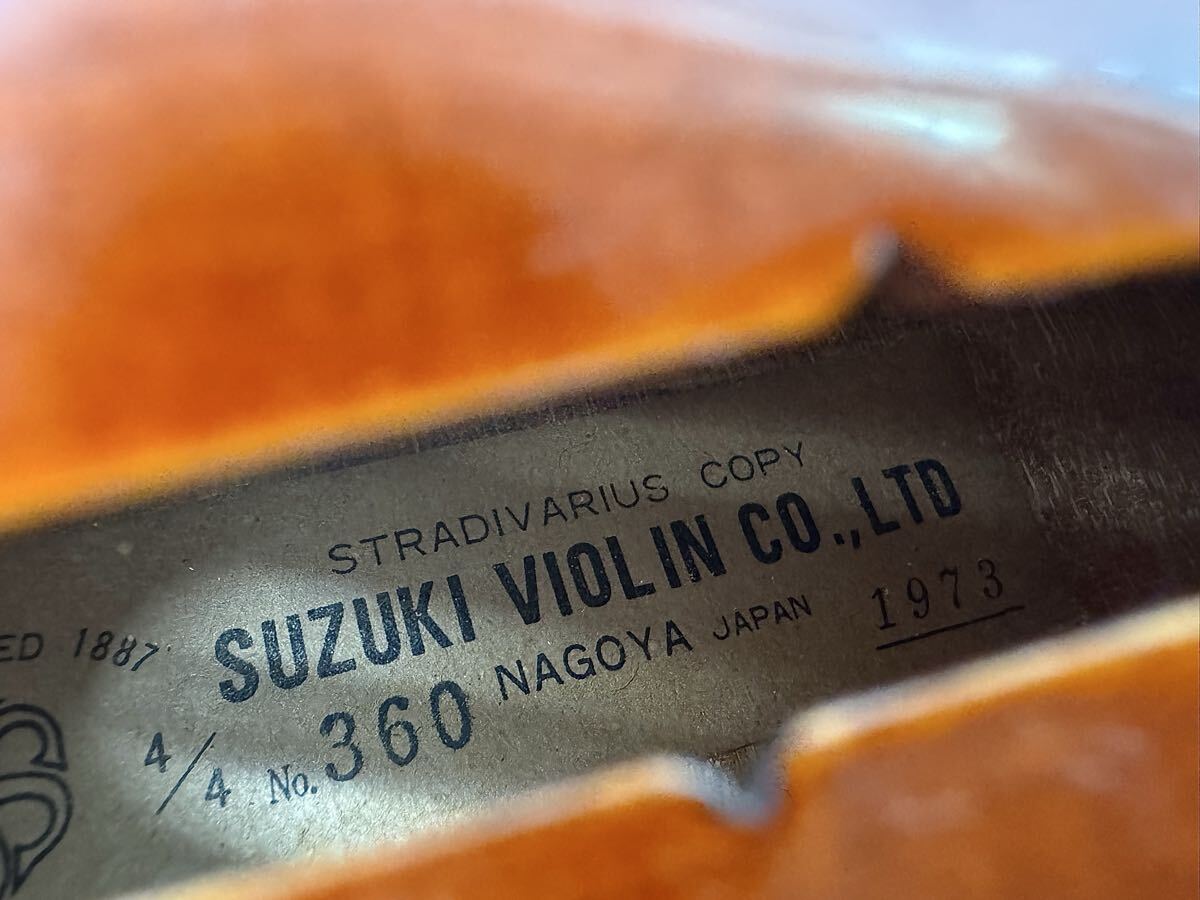 STRADIVARIUS COPY
SUZUKI VIOLIN CO.,LTD
NAGOYA JAPAN 1973
1887
4/4 No. 360